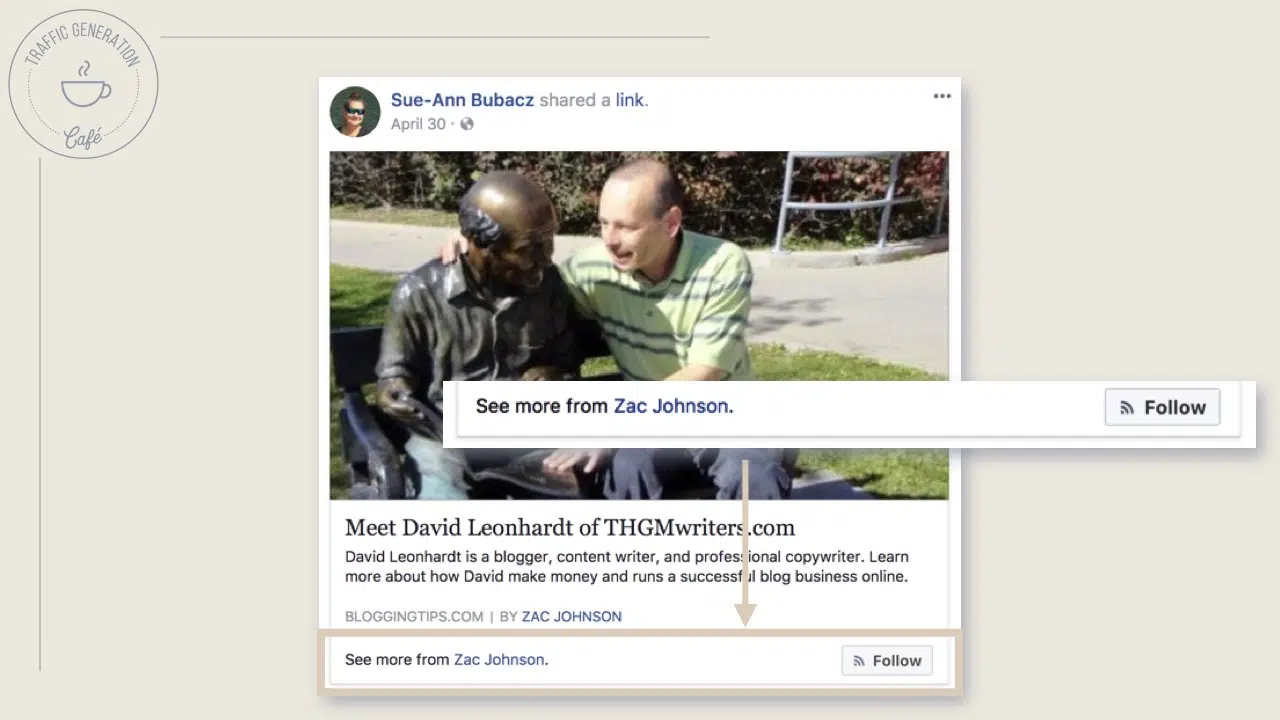 TRAFFIC GENERATION
Café
Sue-Ann Bubacz shared a link.
April 30 ·
See more from Zac Johnson.
Follow
Meet David Leonhardt of THGMwriters.com
David Leonhardt is a blogger, content writer, and professional copywriter. Learn
more about how David make money and runs a successful blog business online.
BLOGGINGTIPS.COM | BY ZAC JOHNSON
See more from Zac Johnson.
Follow